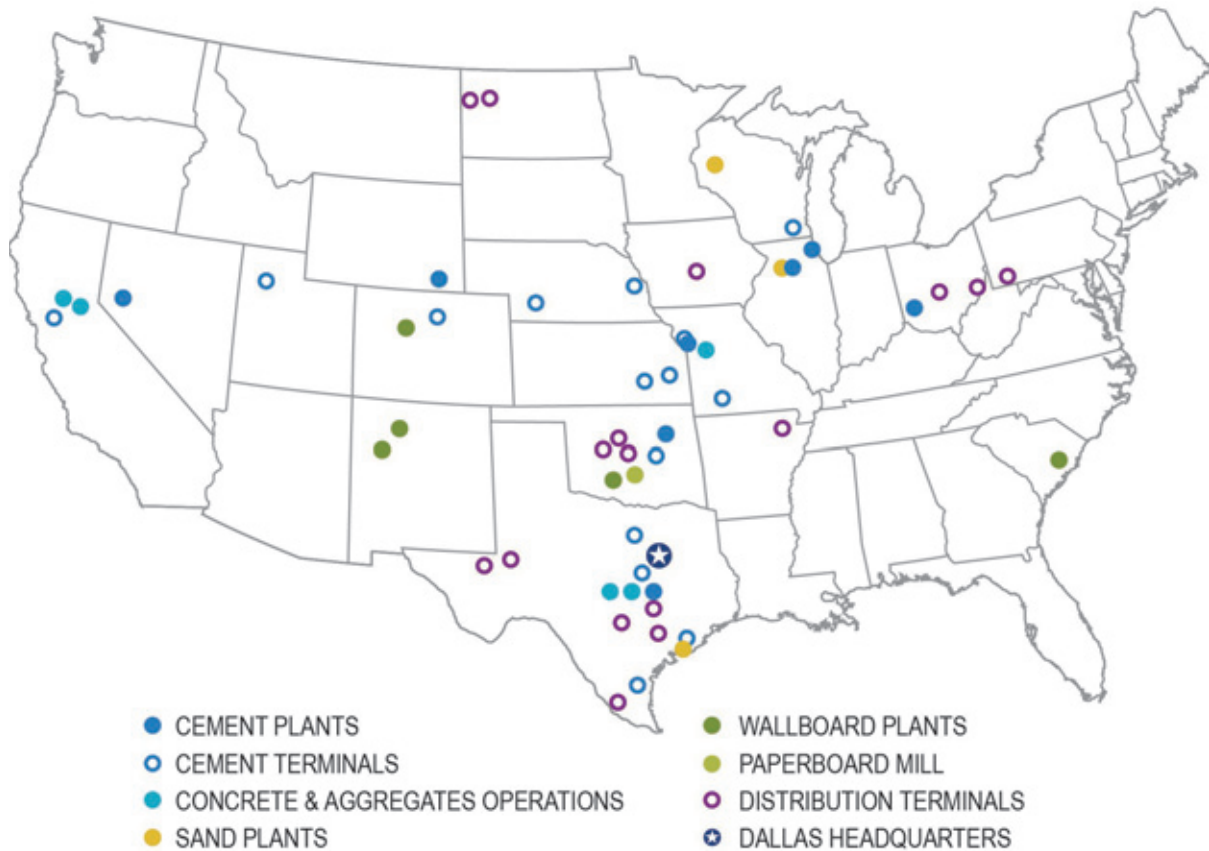 CEMENT PLANTS
CEMENT TERMINALS
CONCRETE & AGGREGATES OPERATIONS
SAND PLANTS
WALLBOARD PLANTS
PAPERBOARD MILL
DISTRIBUTION TERMINALS
DALLAS HEADQUARTERS